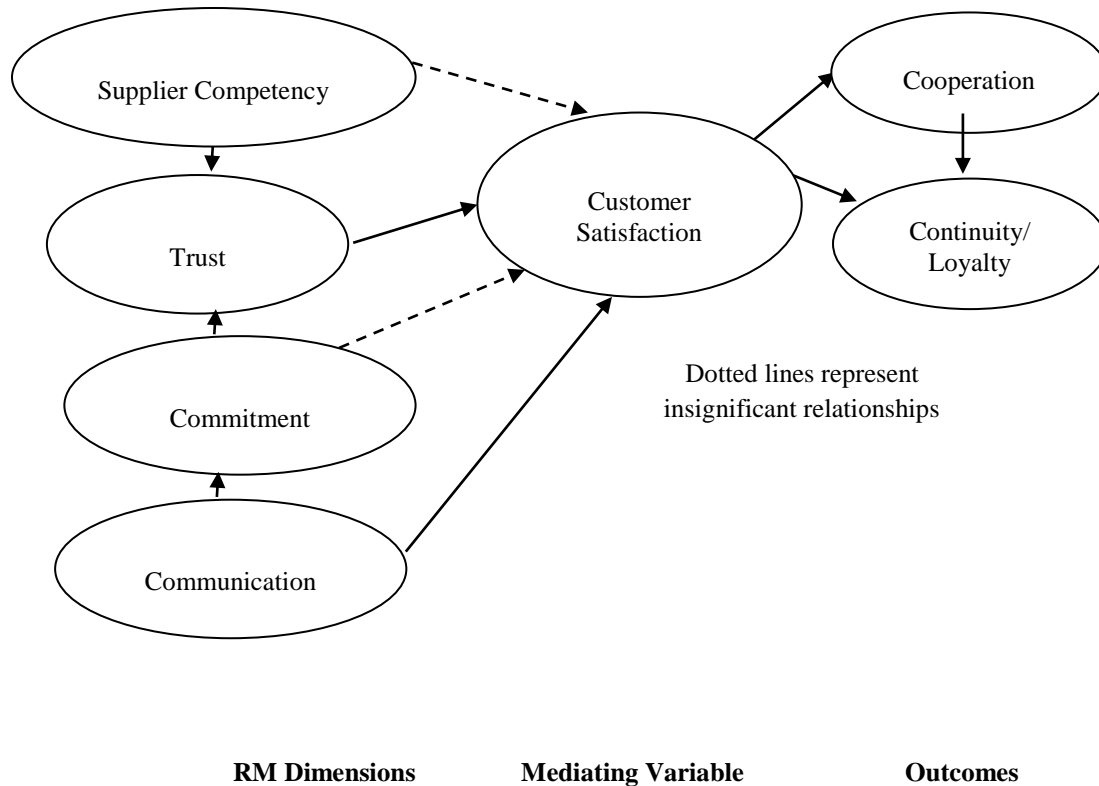 Supplier Competency
Cooperation
Customer
Satisfaction
Trust
Continuity/
Loyalty
Dotted lines represent
insignificant relationships
Commitment
Communication
RM Dimensions
Mediating Variable
Outcomes